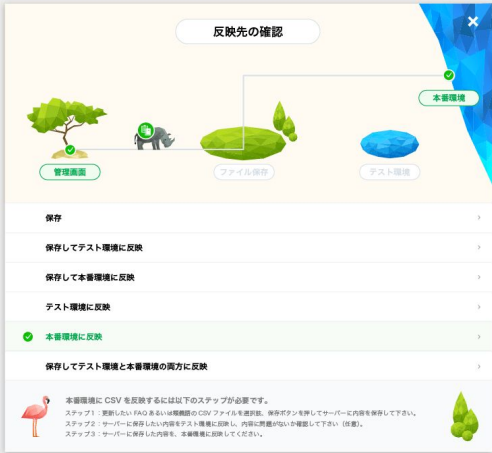 反映先の確認
本番環境
管理画面
ファイル保存
テスト環境
保存
保存してテスト環境に反映
保存して本番環境に反映
テスト環境に反映
本番環境に反映
保存してテスト環境と本番環境の両方に反映
本番環境に CSV を反映するには以下のステップが必要です。
ステップ1:更新したい FAQ あるいは類義語の CSV ファイルを選択後、保存ボタンを押してサーバーに内容を保存して下さい。
ステップ2:サーバーに保存したい内容をテスト環境に反映し、内容に問題がないか確認して下さい(任意)。
ステップ3:サーバーに保存した内容を、本番環境に反映してください。